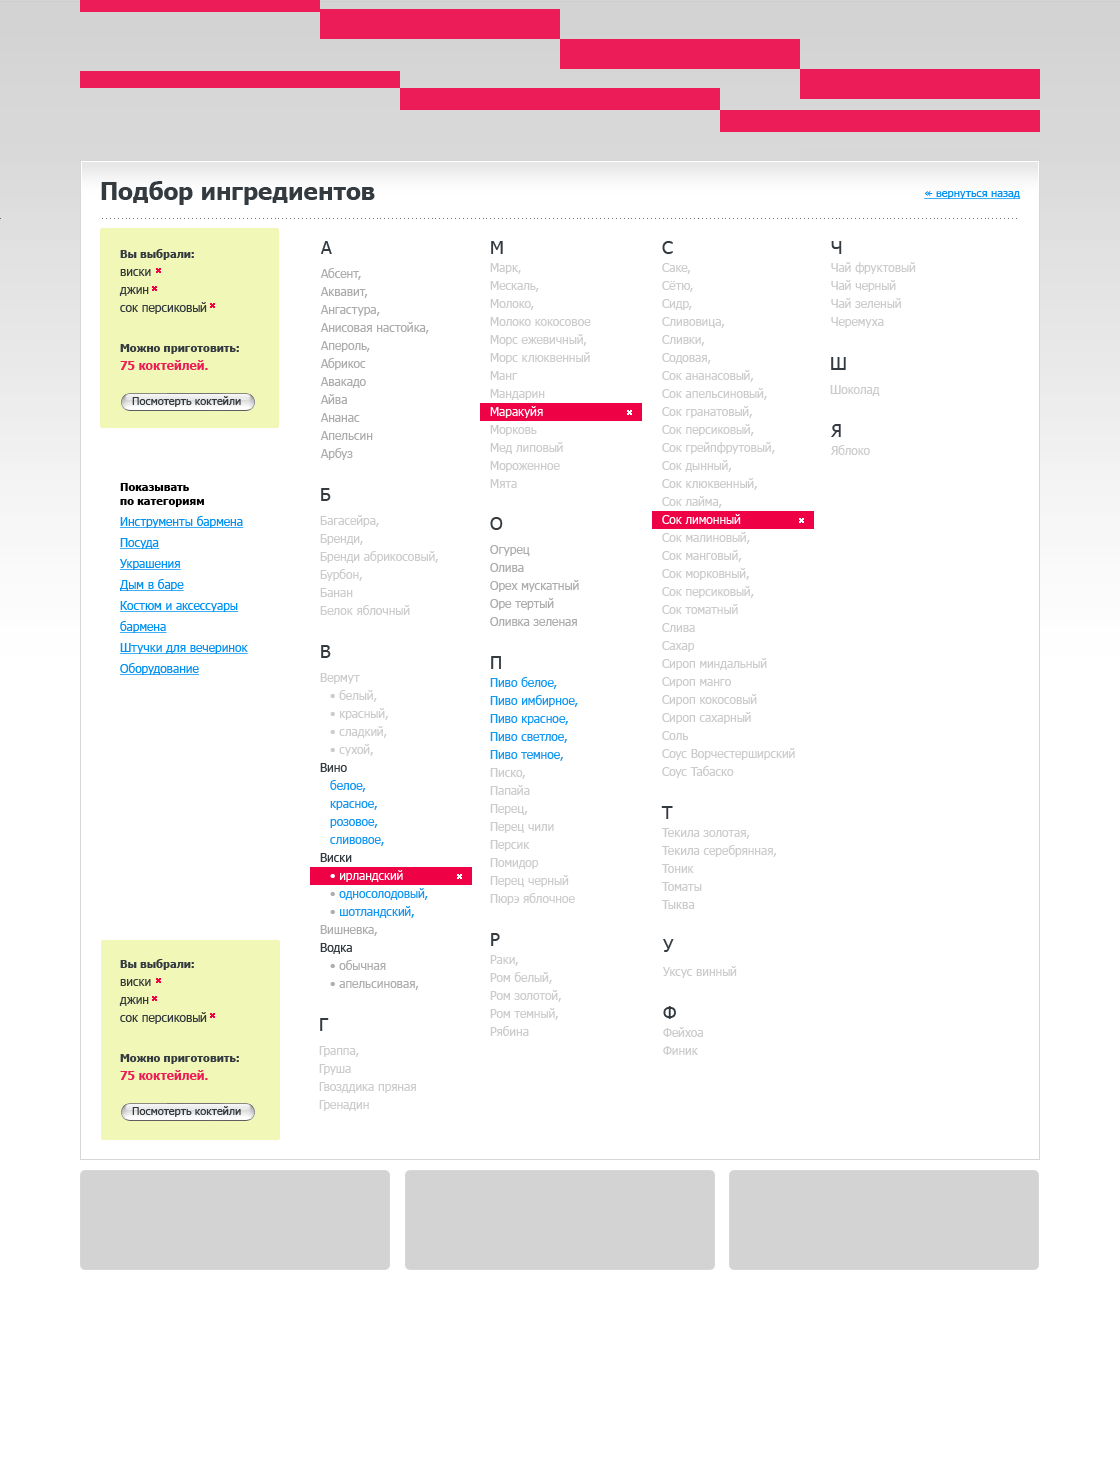 Подбор ингредиентов
↞ вернуться назад
Вы выбрали:
виски ×
джин ×
сок персиковый ×
Можно приготовить:
75 коктейлей.
Посмотерть коктейли
Показывать
по категориям
Инструменты бармена
Посуда
Украшения
Дым в баре
Костюм и аксессуары
бармена
Штучки для вечеринок
Оборудование
Вы выбрали:
виски ×
джин ×
сок персиковый ×
Можно приготовить:
75 коктейлей.
Посмотерть коктейли
А
Абсент,
Аквавит,
Ангастура,
Анисовая настойка,
Апероль,
Абрикос
Авакадо
Айва
Ананас
Апельсин
Арбуз
Б
Багасейра,
Бренди,
Бренди абрикосовый,
Бурбон,
Банан
Белок яблочный
В
Вермут
• белый,
• красный,
• сладкий,
• сухой,
Вино
белое,
красное,
розовое,
сливовое,
Виски
• ирландский ×
• односолодовый,
• шотландский,
Вишневка,
Водка
• обычная
• апельсиновая,
Г
Граппа,
Груша
Гвозддика пряная
Гренадин
М
Марк,
Мескаль,
Молоко,
Молоко кокосовое
Морс ежевичный,
Морс клюквенный
Манг
Мандарин
Маракуйя ×
Морковь
Мед липовый
Мороженное
Мята
О
Огурец
Олива
Орех мускатный
Оре тертый
Оливка зеленая
П
Пиво белое,
Пиво имбирное,
Пиво красное,
Пиво светлое,
Пиво темное,
Писко,
Папайа
Перец,
Перец чили
Персик
Помидор
Перец черный
Пюрэ яблочное
Р
Раки,
Ром белый,
Ром золотой,
Ром темный,
Рябина
С
Саке,
Сётю,
Сидр,
Сливовица,
Сливки,
Содовая,
Сок ананасовый,
Сок апельсиновый,
Сок гранатовый,
Сок персиковый,
Сок грейпфрутовый,
Сок дынный,
Сок клюквенный,
Сок лайма,
Сок лимонный ×
Сок малиновый,
Сок манговый,
Сок морковный,
Сок персиковый,
Сок томатный
Слива
Сахар
Сироп миндальный
Сироп манго
Сироп кокосовый
Сироп сахарный
Соль
Соус Ворчестерширский
Соус Табаско
Т
Текила золотая,
Текила серебрянная,
Тоник
Томаты
Тыква
У
Уксус винный
Ф
Фейхоа
Финик
Ч
Чай фруктовый
Чай черный
Чай зеленый
Черемуха
Ш
Шоколад
Я
Яблоко